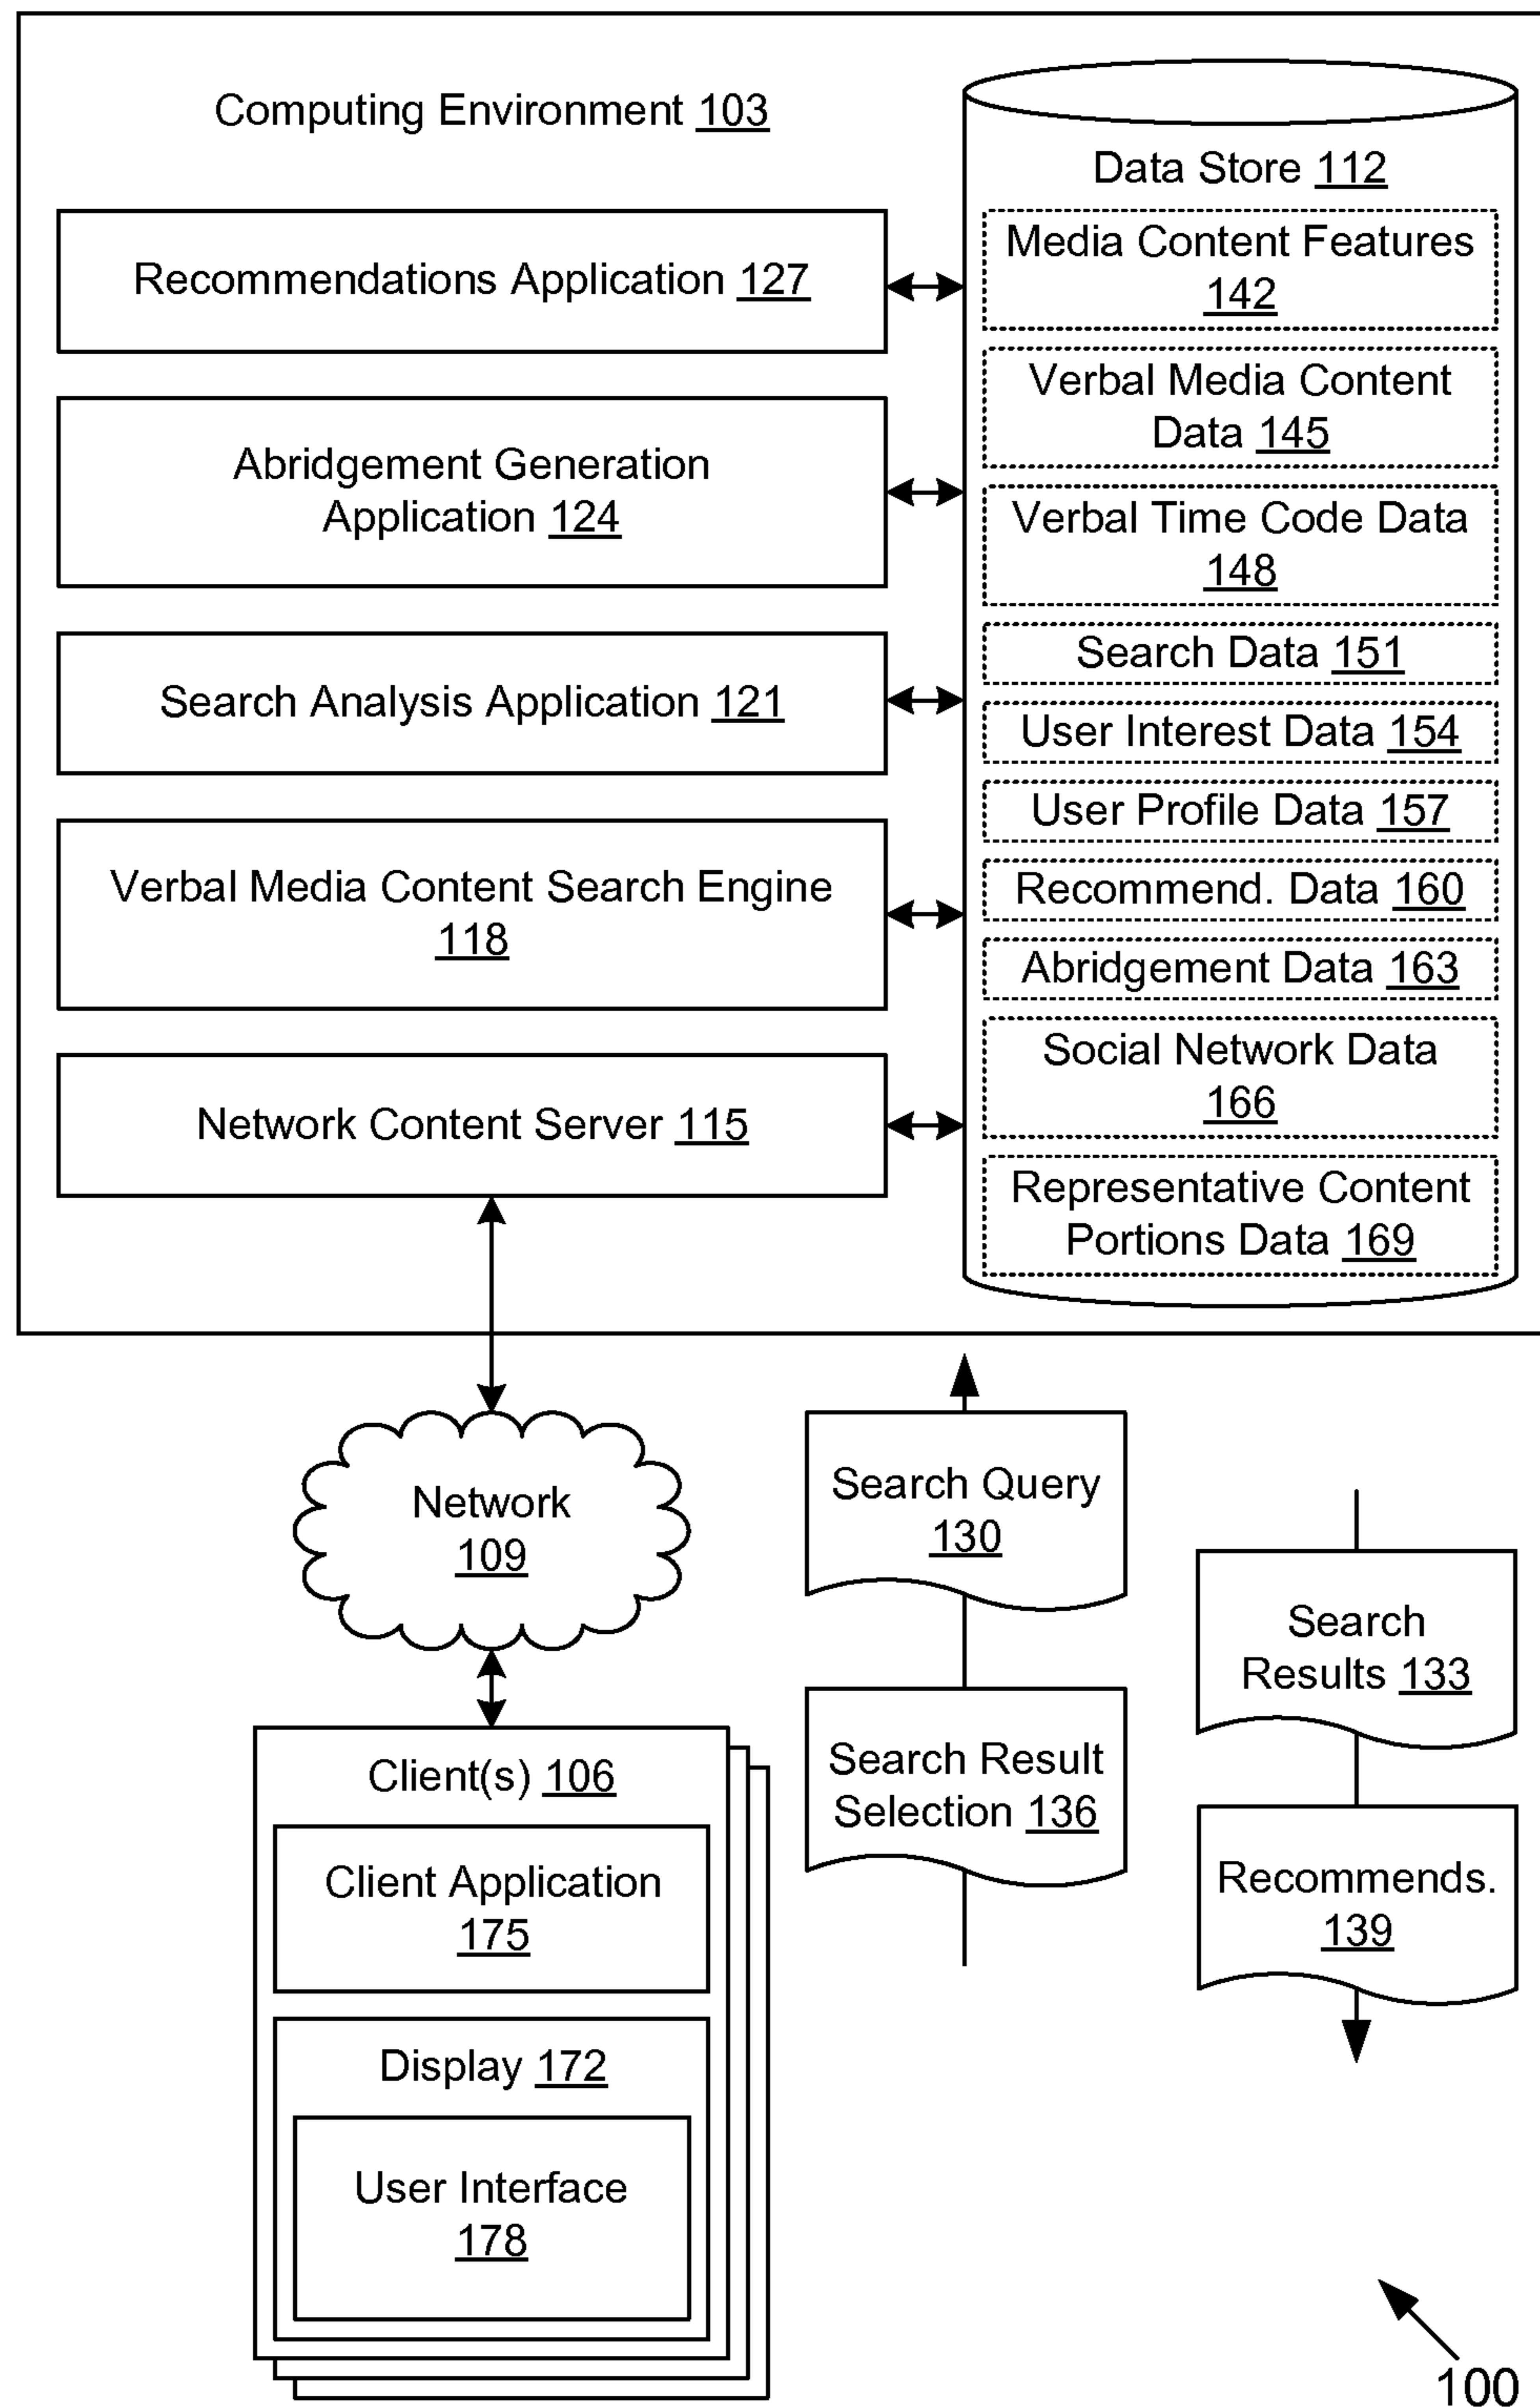 Computing Environment 103
Recommendations Application 127
Abridgement Generation
Application 124
Search Analysis Application 121
Verbal Media Content Search Engine
118
Network Content Server 115
Data Store 112
Media Content Features
142
Verbal Media Content
Data 145
Verbal Time Code Data
148
Search Data 151
User Interest Data 154
User Profile Data 157
Recommend. Data 160
Abridgement Data 163
Social Network Data
166
Representative Content
Portions Data 169
Network
109
Search Query
130
Search Result
Selection 136
Search
Results 133
Recommends.
139
Client(s) 106
Client Application
175
Display 172
User Interface
178
100